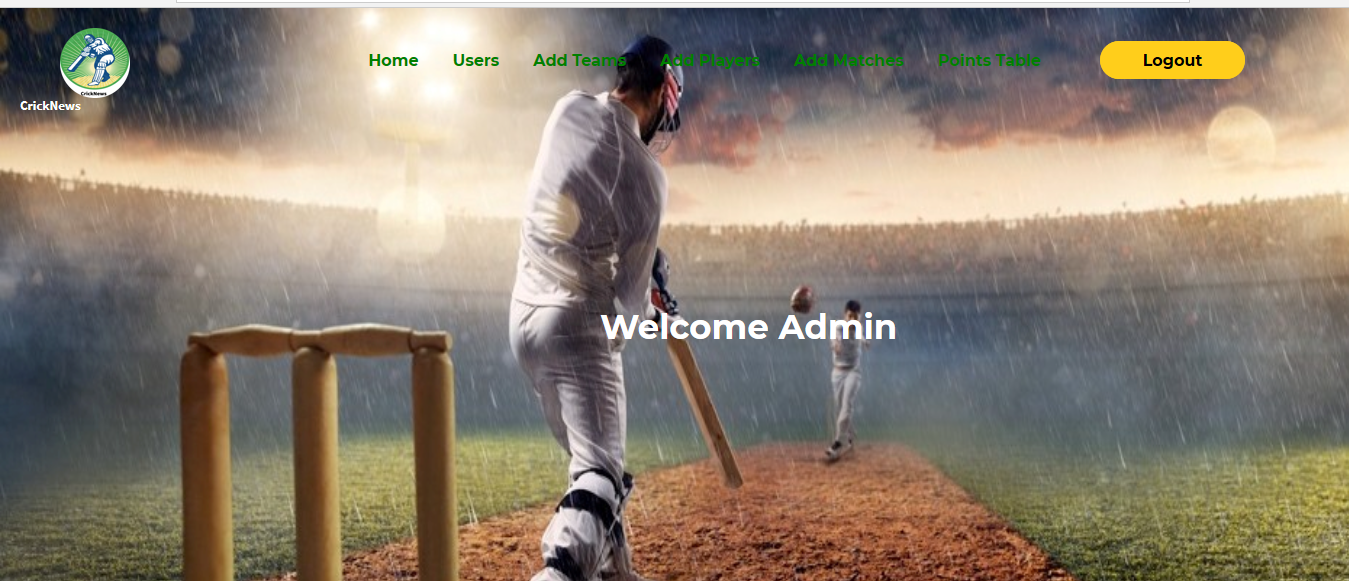 Home Users Add Teams Add Players Add Matches Points Table Logout
CrickNews
CrickNews
Welcome Admin